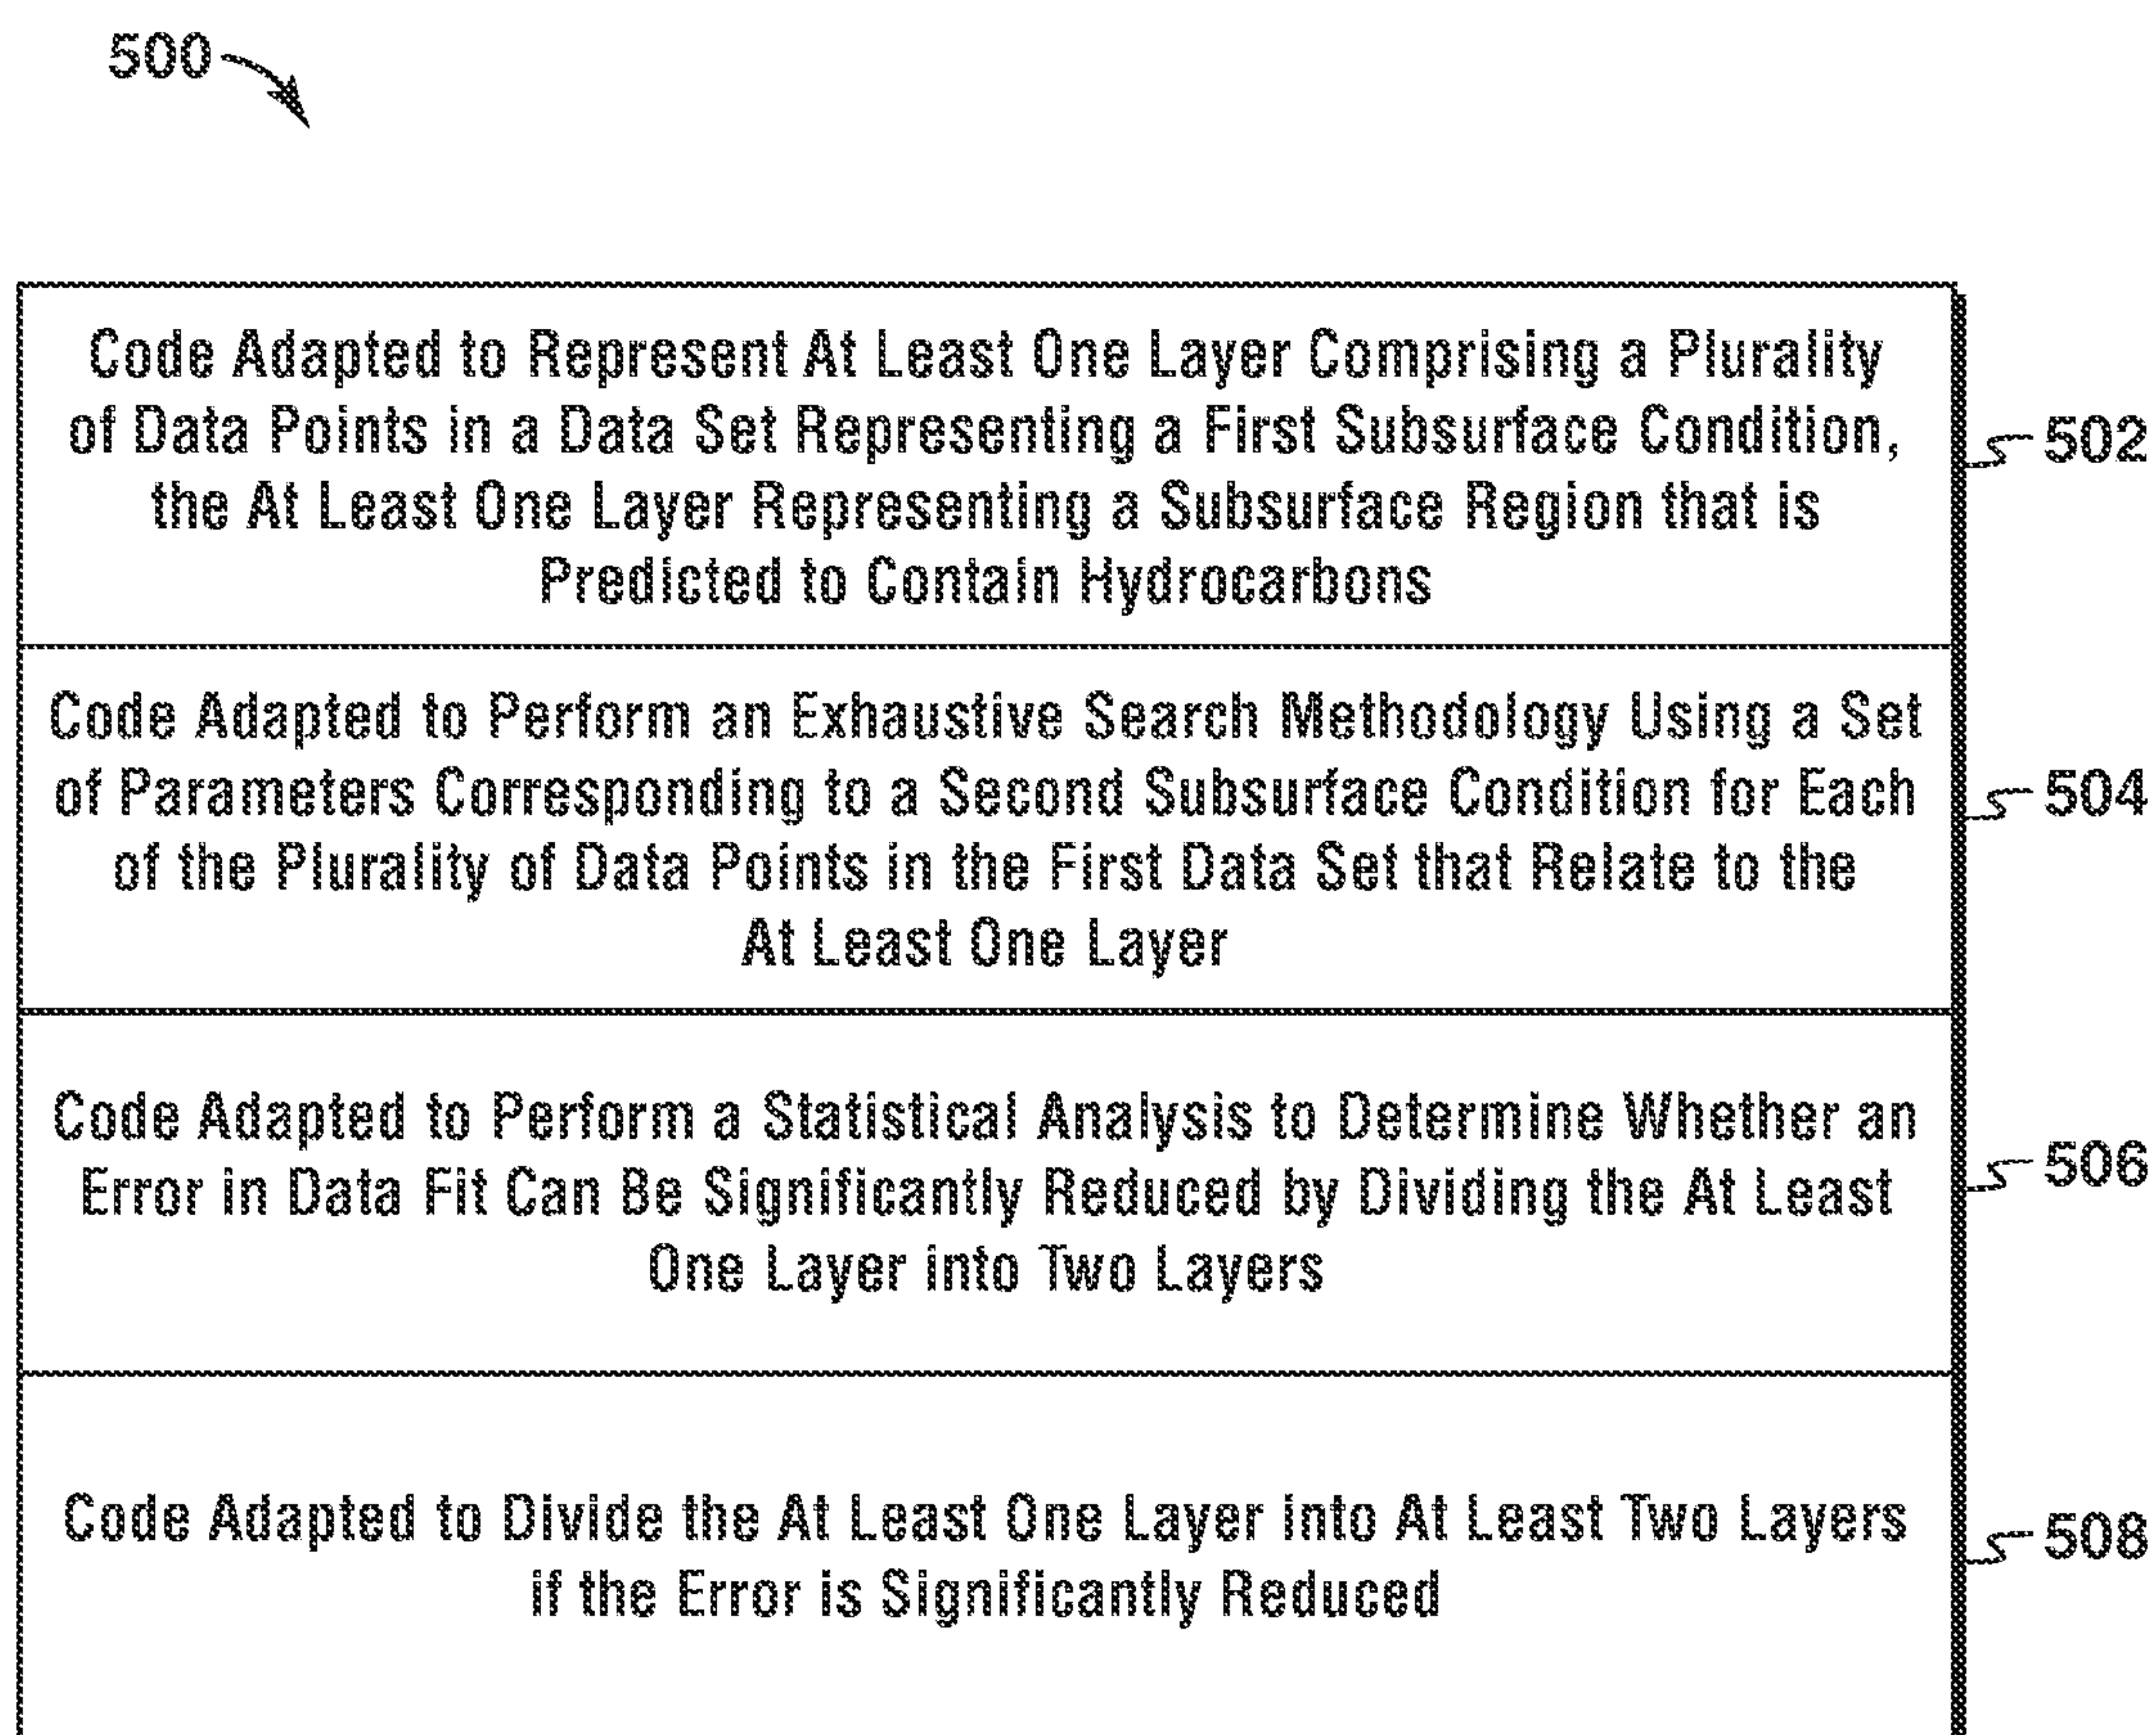 500
Code Adapted to Represent At Least One Layer Comprising a Plurality
of Data Points in a Data Set Representing a First Subsurface Condition,
the At Least One Layer Representing a Subsurface Region that is
Predicted to Contain Hydrocarbons
502
Code Adapted to Perform an Exhaustive Search Methodology Using a Set
of Parameters Corresponding to a Second Subsurface Condition for Each
of the Plurality of Data Points in the First Data Set that Relate to the
At Least One Layer
504
Code Adapted to Perform a Statistical Analysis to Determine Whether an
Error in Data Fit Can Be Significantly Reduced by Dividing the At Least
One Layer into Two Layers
506
Code Adapted to Divide the At Least One Layer into At Least Two Layers
if the Error is Significantly Reduced
508